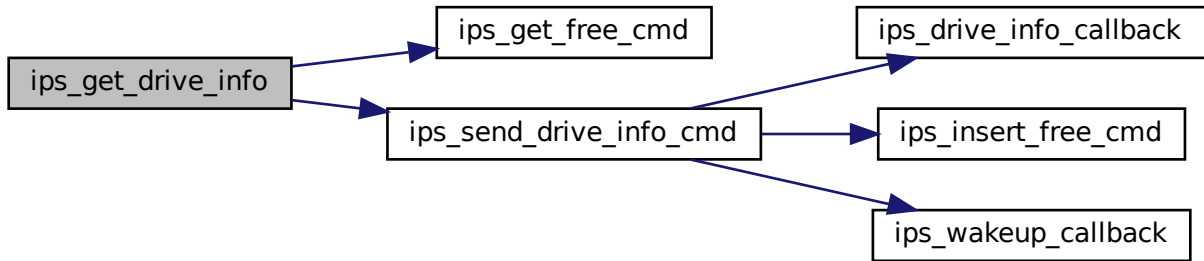 ips_get_drive_info
ips_get_free_cmd
ips_send_drive_info_cmd
ips_drive_info_callback
ips_insert_free_cmd
ips_wakeup_callback